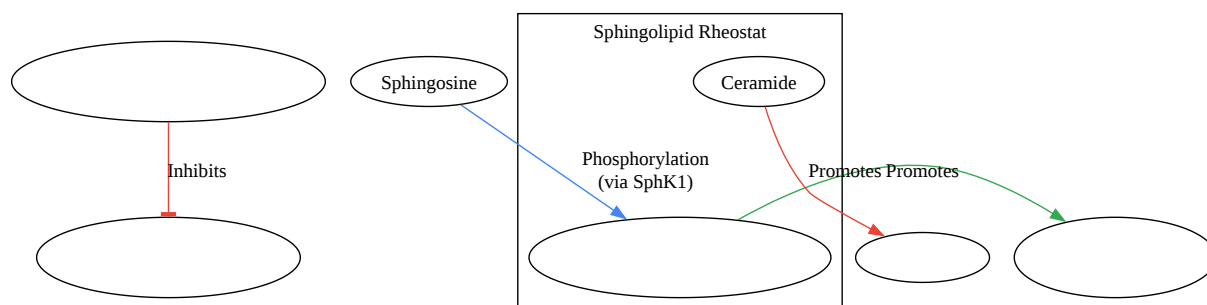 Sphingolipid Rheostat
Sphingosine
Ceramide
Inhibits
Phosphorylation
(via SphK1)
Promotes
Promotes